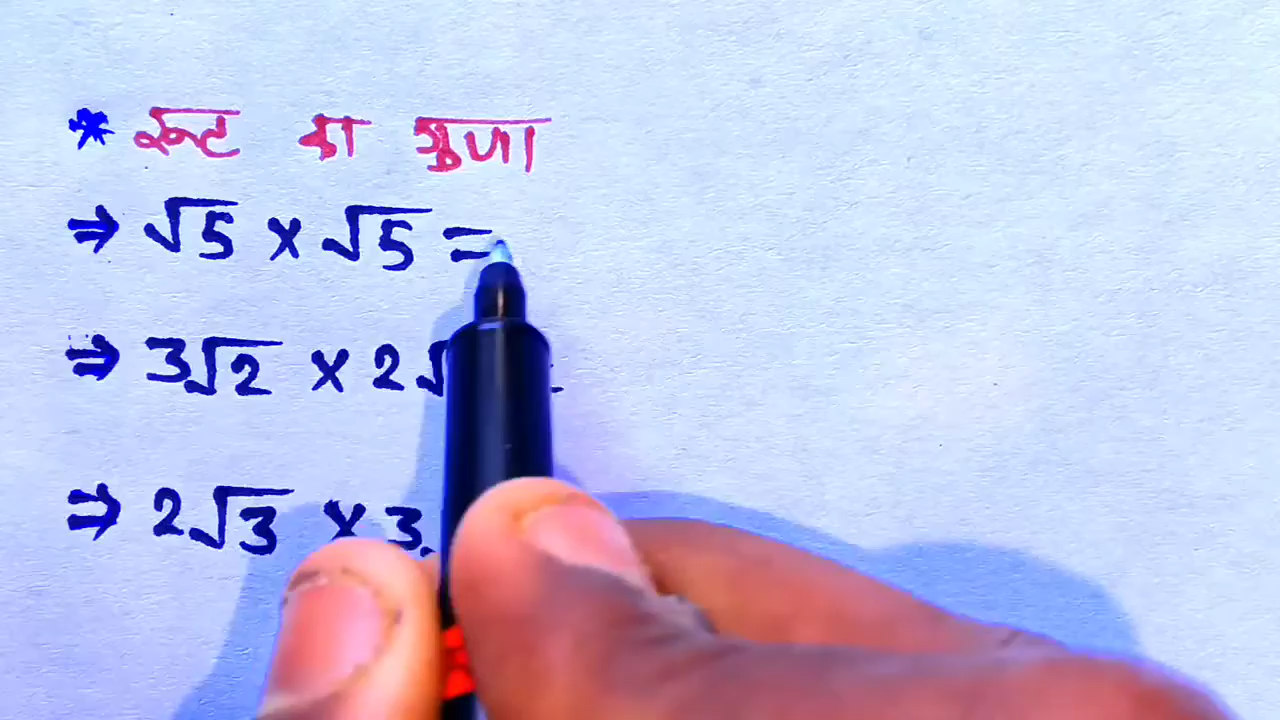 * रूट का गुणा
⇒ √5 × √5 =
⇒ 3√2 × 2√
⇒ 2√3 × 3